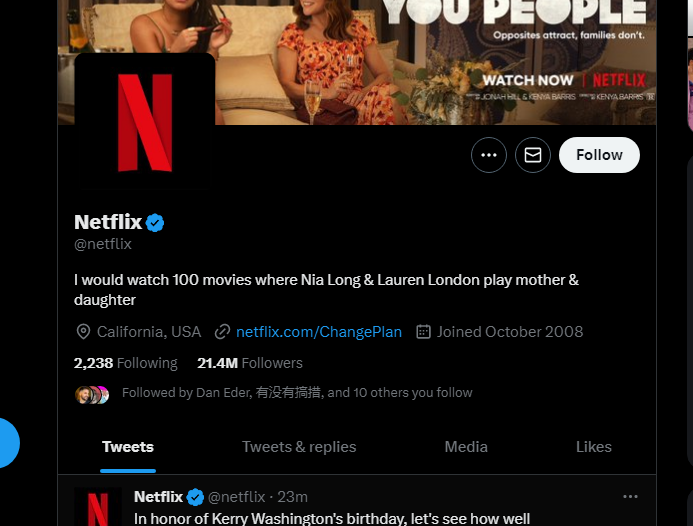 YOU PEOPLE
Opposites attract, families don't.
WATCH NOW | NETFLIX
JONAH HILL & KENYA BARRIS KENYA BARRIS
Follow
Netflix
@netflix
I would watch 100 movies where Nia Long & Lauren London play mother &
daughter
California, USA netflix.com/ChangePlan Joined October 2008
2,238 Following 21.4M Followers
Followed by Dan Eder, 有没有搞措, and 10 others you follow
Tweets Tweets & replies Media Likes
Netflix @netflix · 23m
In honor of Kerry Washington's birthday, let's see how well